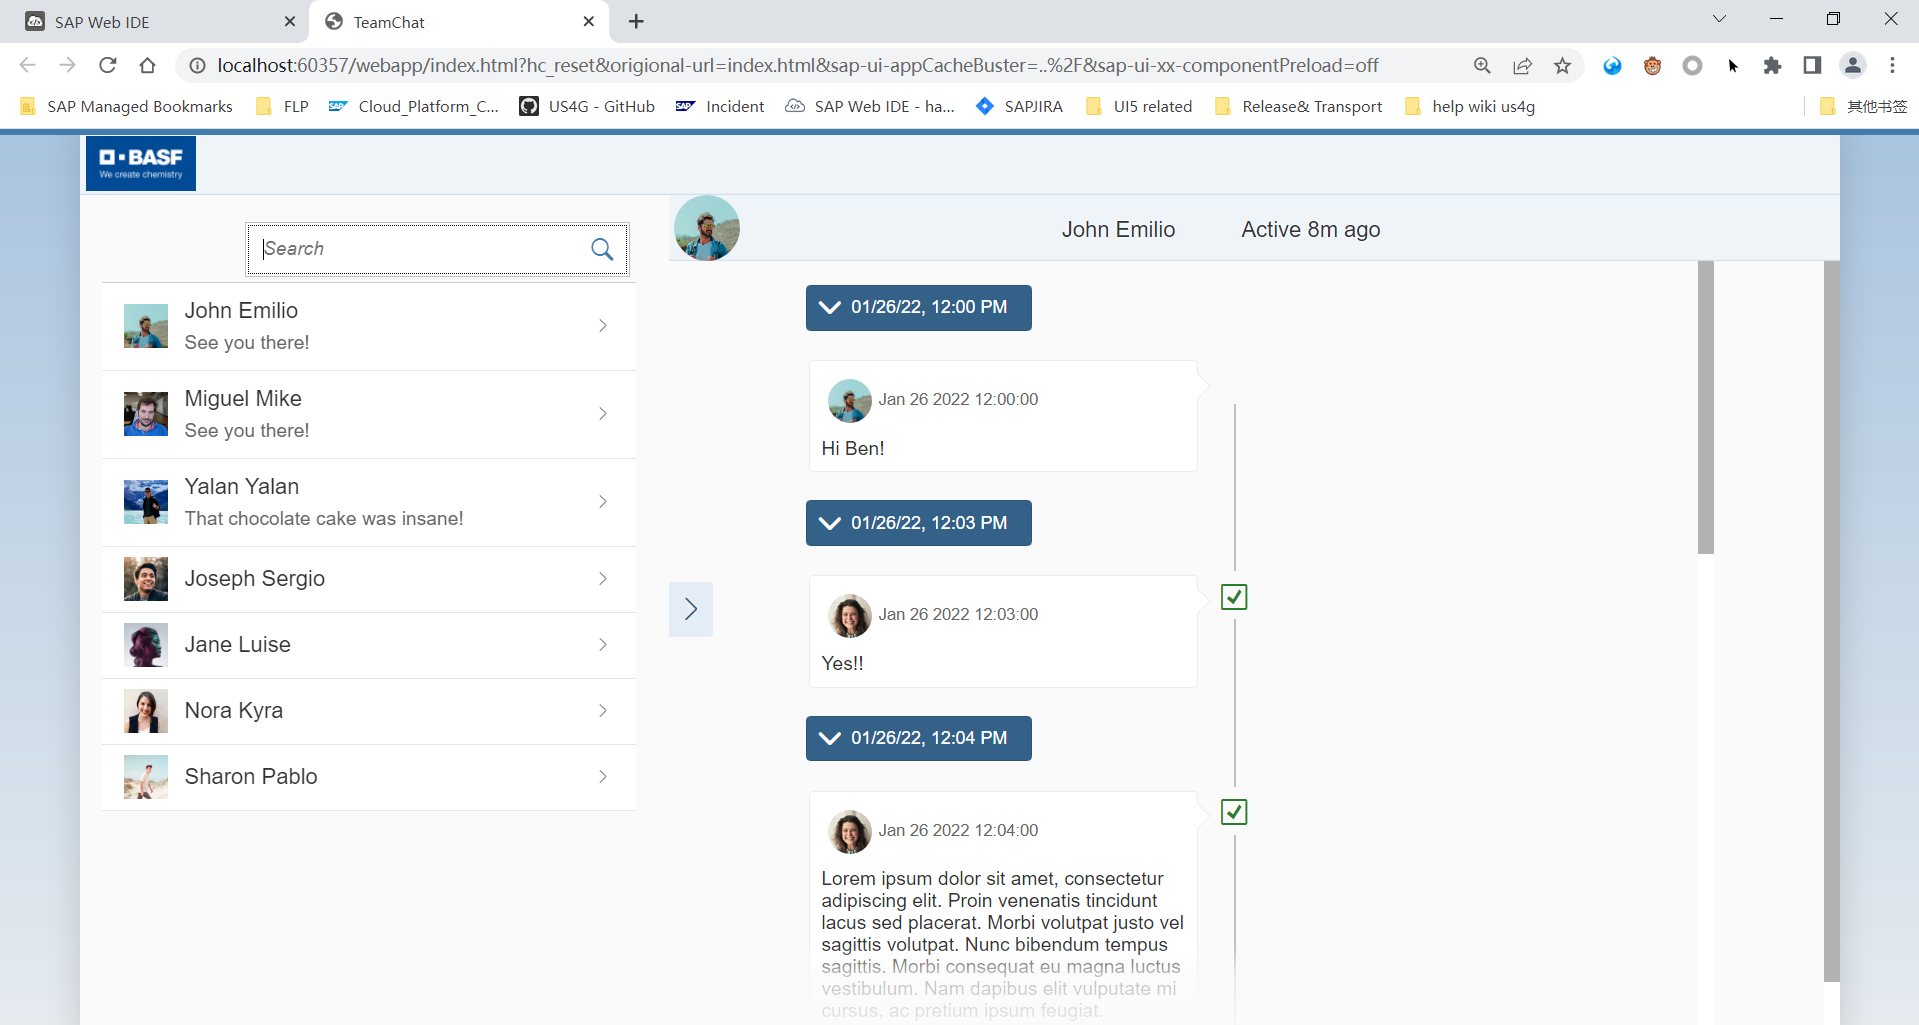 SAP Web IDE
TeamChat
localhost:60357/webapp/index.html?hc_reset&origional-url=index.html&sap-ui-appCacheBuster=..%2F&sap-ui-xx-componentPreload=off
SAP Managed Bookmarks
FLP
Cloud_Platform_C...
US4G - GitHub
Incident
SAP Web IDE - ha...
SAPJIRA
UI5 related
Release& Transport
help wiki us4g
其他书签
BASF
We create chemistry
Search
John Emilio
See you there!
Miguel Mike
See you there!
Yalan Yalan
That chocolate cake was insane!
Joseph Sergio
Jane Luise
Nora Kyra
Sharon Pablo
John Emilio
Active 8m ago
01/26/22, 12:00 PM
Jan 26 2022 12:00:00
Hi Ben!
01/26/22, 12:03 PM
Jan 26 2022 12:03:00
Yes!!
01/26/22, 12:04 PM
Jan 26 2022 12:04:00
Lorem ipsum dolor sit amet, consectetur
adipiscing elit. Proin venenatis tincidunt
lacus sed placerat. Morbi volutpat justo vel
sagittis volutpat. Nunc bibendum tempus
sagittis. Morbi consequat eu magna luctus
vestibulum. Nam dapibus elit vulputate mi
cursus, ac pretium ipsum feugiat.